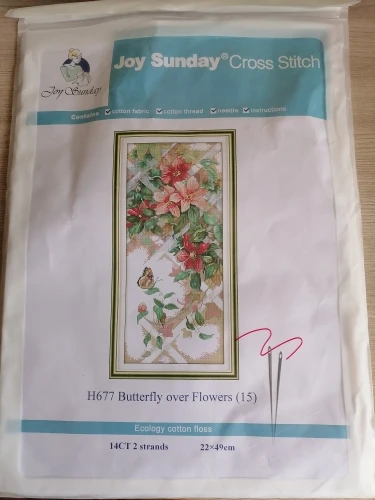 Joy Sunday® Cross Stitch
Joy Sunday
Contains cotton fabric cotton thread needle instructions
H677 Butterfly over Flowers (15)
Ecology cotton floss
14CT 2 strands 22×49cm